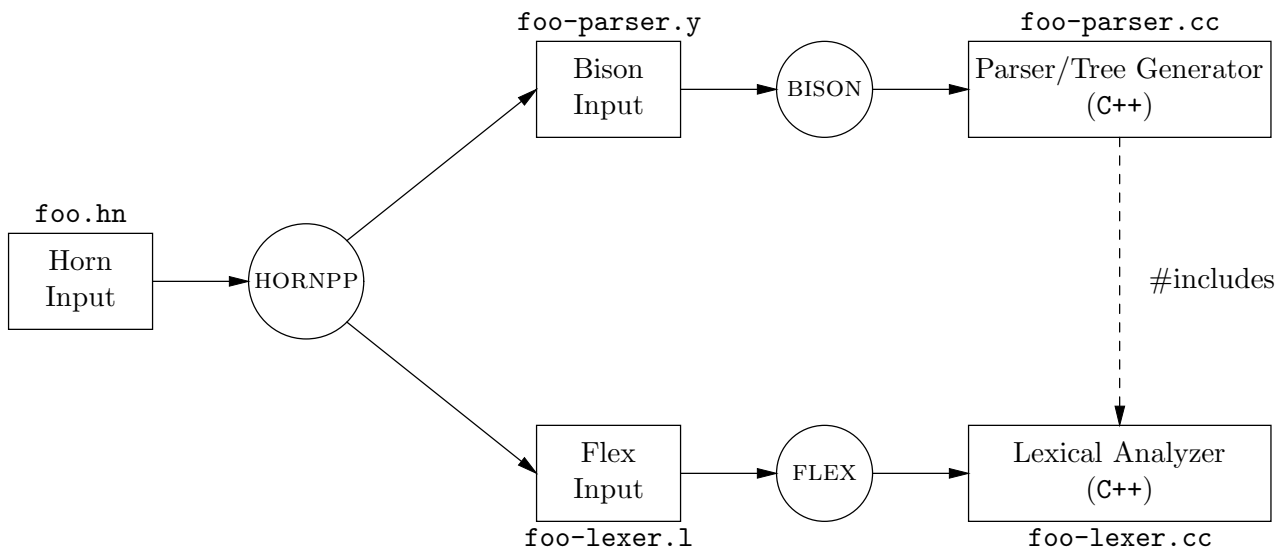 foo-parser.y
foo-parser.cc
Bison
Input
BISON
Parser/Tree Generator
(C++)
foo.hn
Horn
Input
HORNPP
#includes
Flex
Input
FLEX
Lexical Analyzer
(C++)
foo-lexer.l
foo-lexer.cc